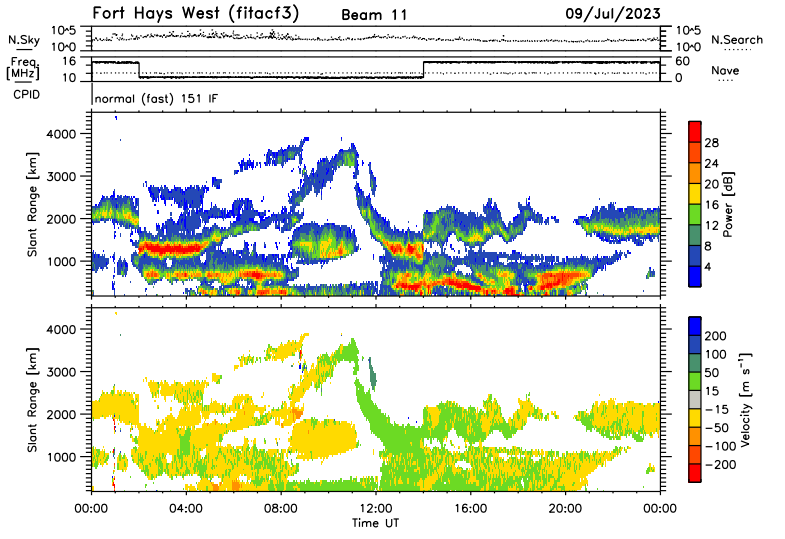 Fort Hays West (fitacf3) Beam 11 09/Jul/2023
N.Sky 10^5 10^0 10^5 10^0 N.Search
Freq. [MHz] 16 10 60 0 Nave
CPID normal (fast) 151 IF
Slant Range [km] 4000 3000 2000 1000
Power [dB] 28 24 20 16 12 8 4
Slant Range [km] 4000 3000 2000 1000
Velocity [m s⁻¹] 200 100 50 15 −15 −50 −100 −200
00:00 04:00 08:00 12:00 16:00 20:00 00:00
Time UT